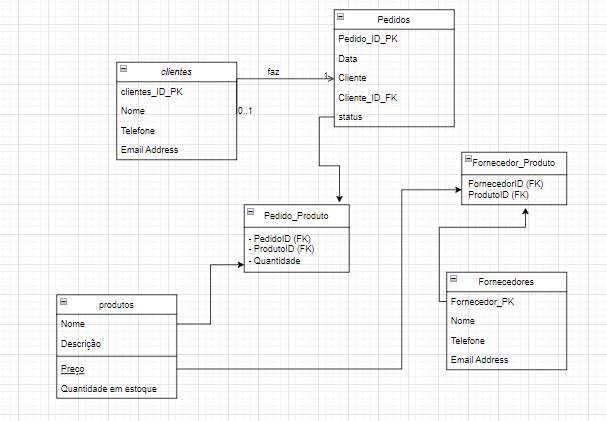 Pedidos
Pedido_ID_PK
Data
Cliente
Cliente_ID_FK
status
clientes
clientes_ID_PK
Nome
Telefone
Email Address
faz
1
0..1
Fornecedor_Produto
FornecedorID (FK)
ProdutoID (FK)
Pedido_Produto
- PedidoID (FK)
- ProdutoID (FK)
- Quantidade
produtos
Nome
Descrição
Preço
Quantidade em estoque
Fornecedores
Fornecedor_PK
Nome
Telefone
Email Address